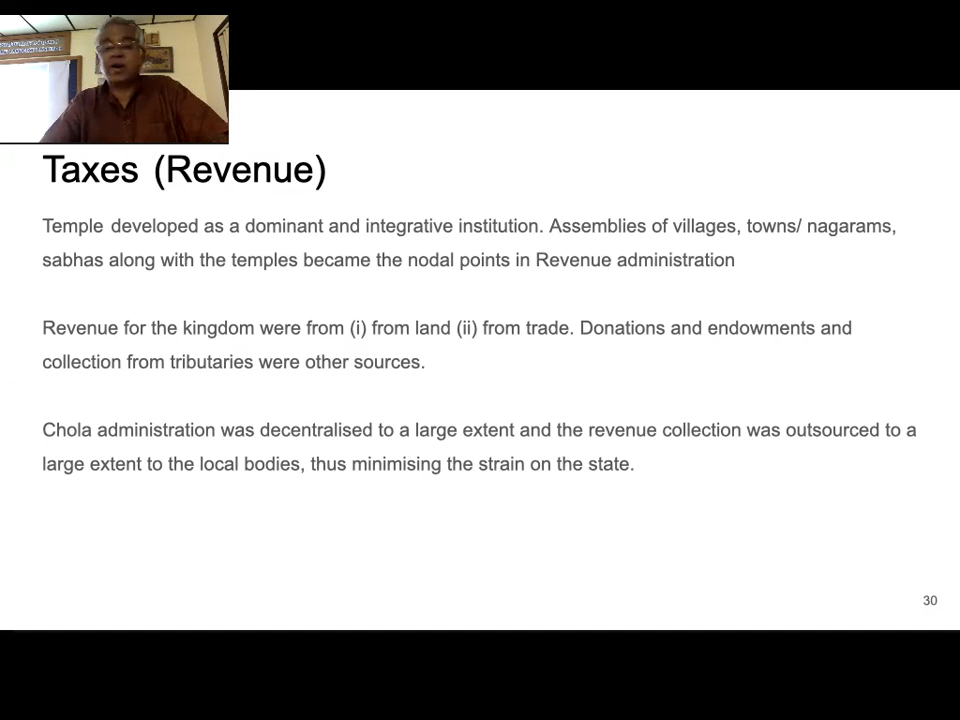 Taxes (Revenue)
Temple developed as a dominant and integrative institution. Assemblies of villages, towns/ nagarams,
sabhas along with the temples became the nodal points in Revenue administration
Revenue for the kingdom were from (i) from land (ii) from trade. Donations and endowments and
collection from tributaries were other sources.
Chola administration was decentralised to a large extent and the revenue collection was outsourced to a
large extent to the local bodies, thus minimising the strain on the state.
30